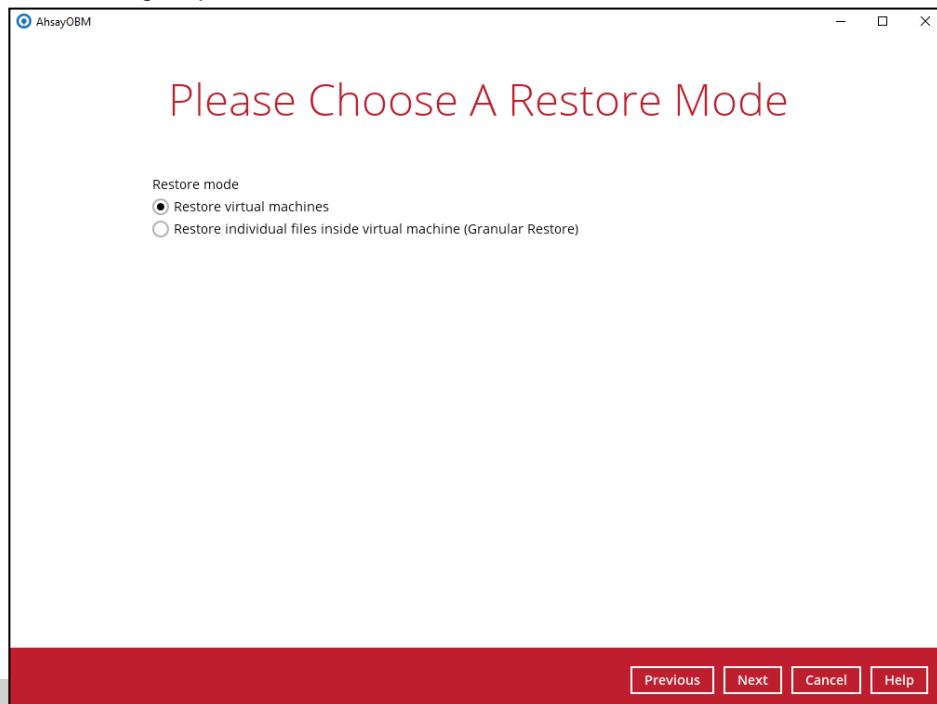 AhsayOBM
Please Choose A Restore Mode
Restore mode
Restore virtual machines
Restore individual files inside virtual machine (Granular Restore)
Previous Next Cancel Help